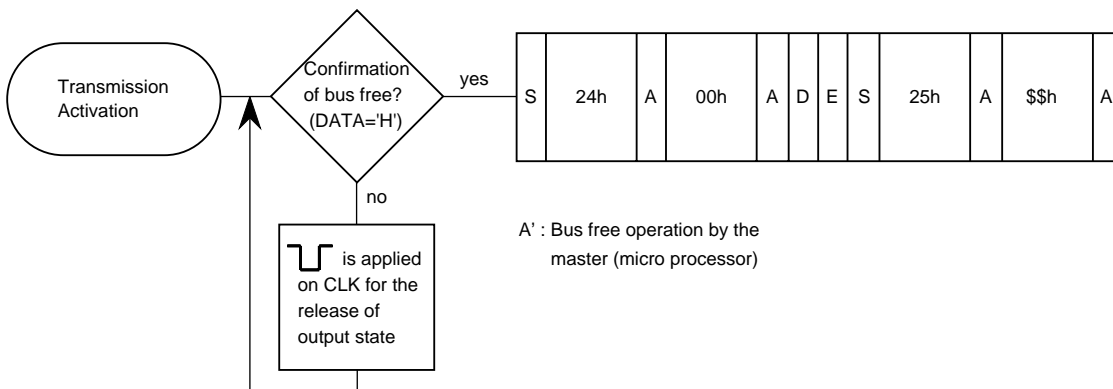 Transmission
Activation
Confirmation
of bus free?
(DATA='H')
yes
no
is applied
on CLK for the
release of
output state
S 24h A 00h A D E S 25h A $$h A
A' : Bus free operation by the
master (micro processor)